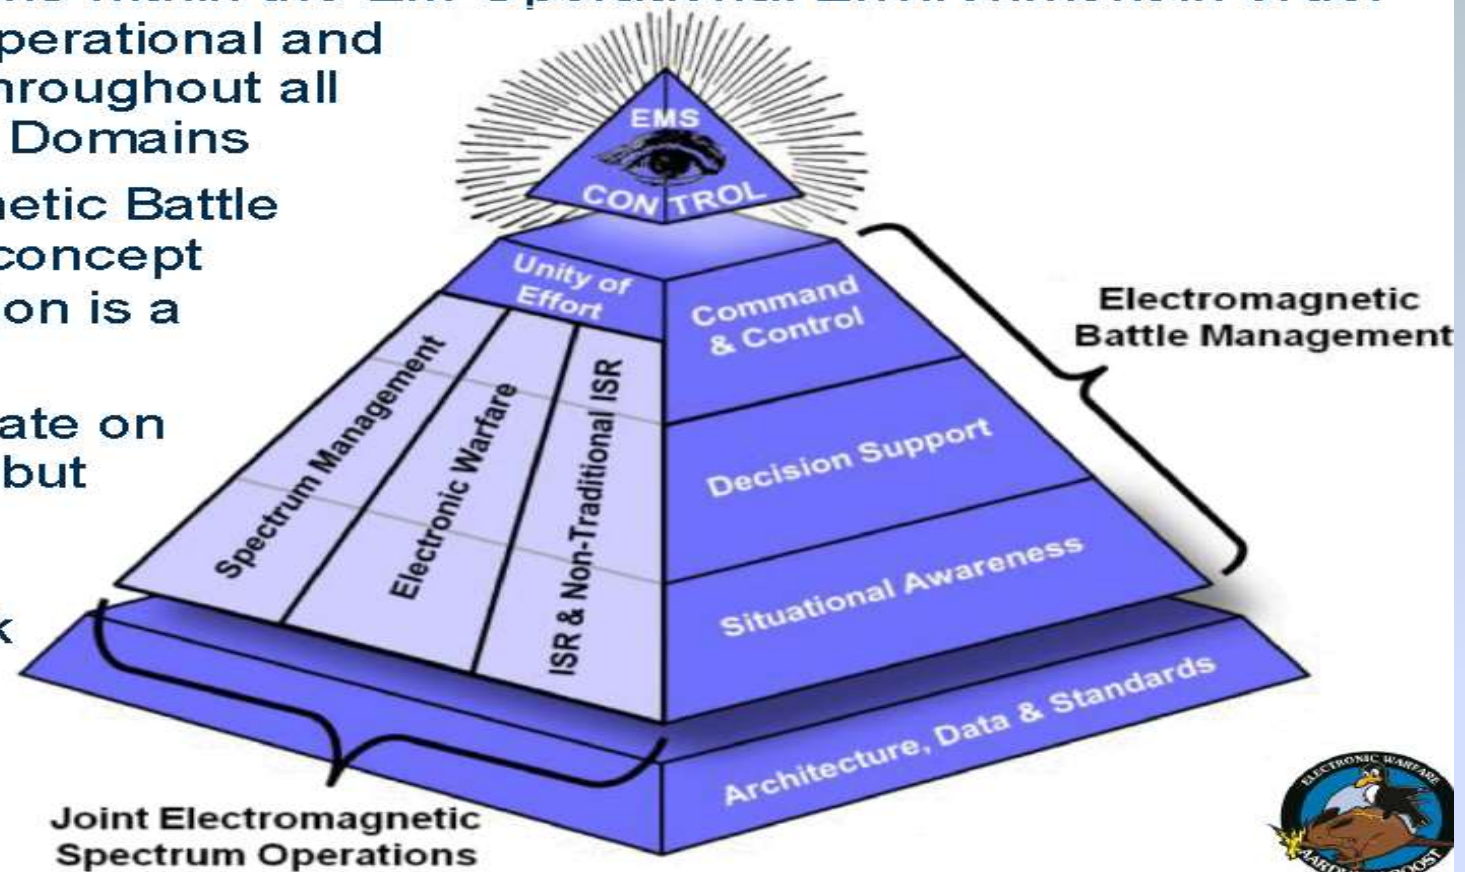 perational and
hroughout all
Domains
netic Battle
concept
on is a
ate on
but
k
EMS
CONTROL
Unity of
Effort
Command
& Control
Spectrum Management
Electronic Warfare
ISR & Non-Traditional ISR
Decision Support
Situational Awareness
Architecture, Data & Standards
Electromagnetic
Battle Management
Joint Electromagnetic
Spectrum Operations
ELECTRONIC WARFARE